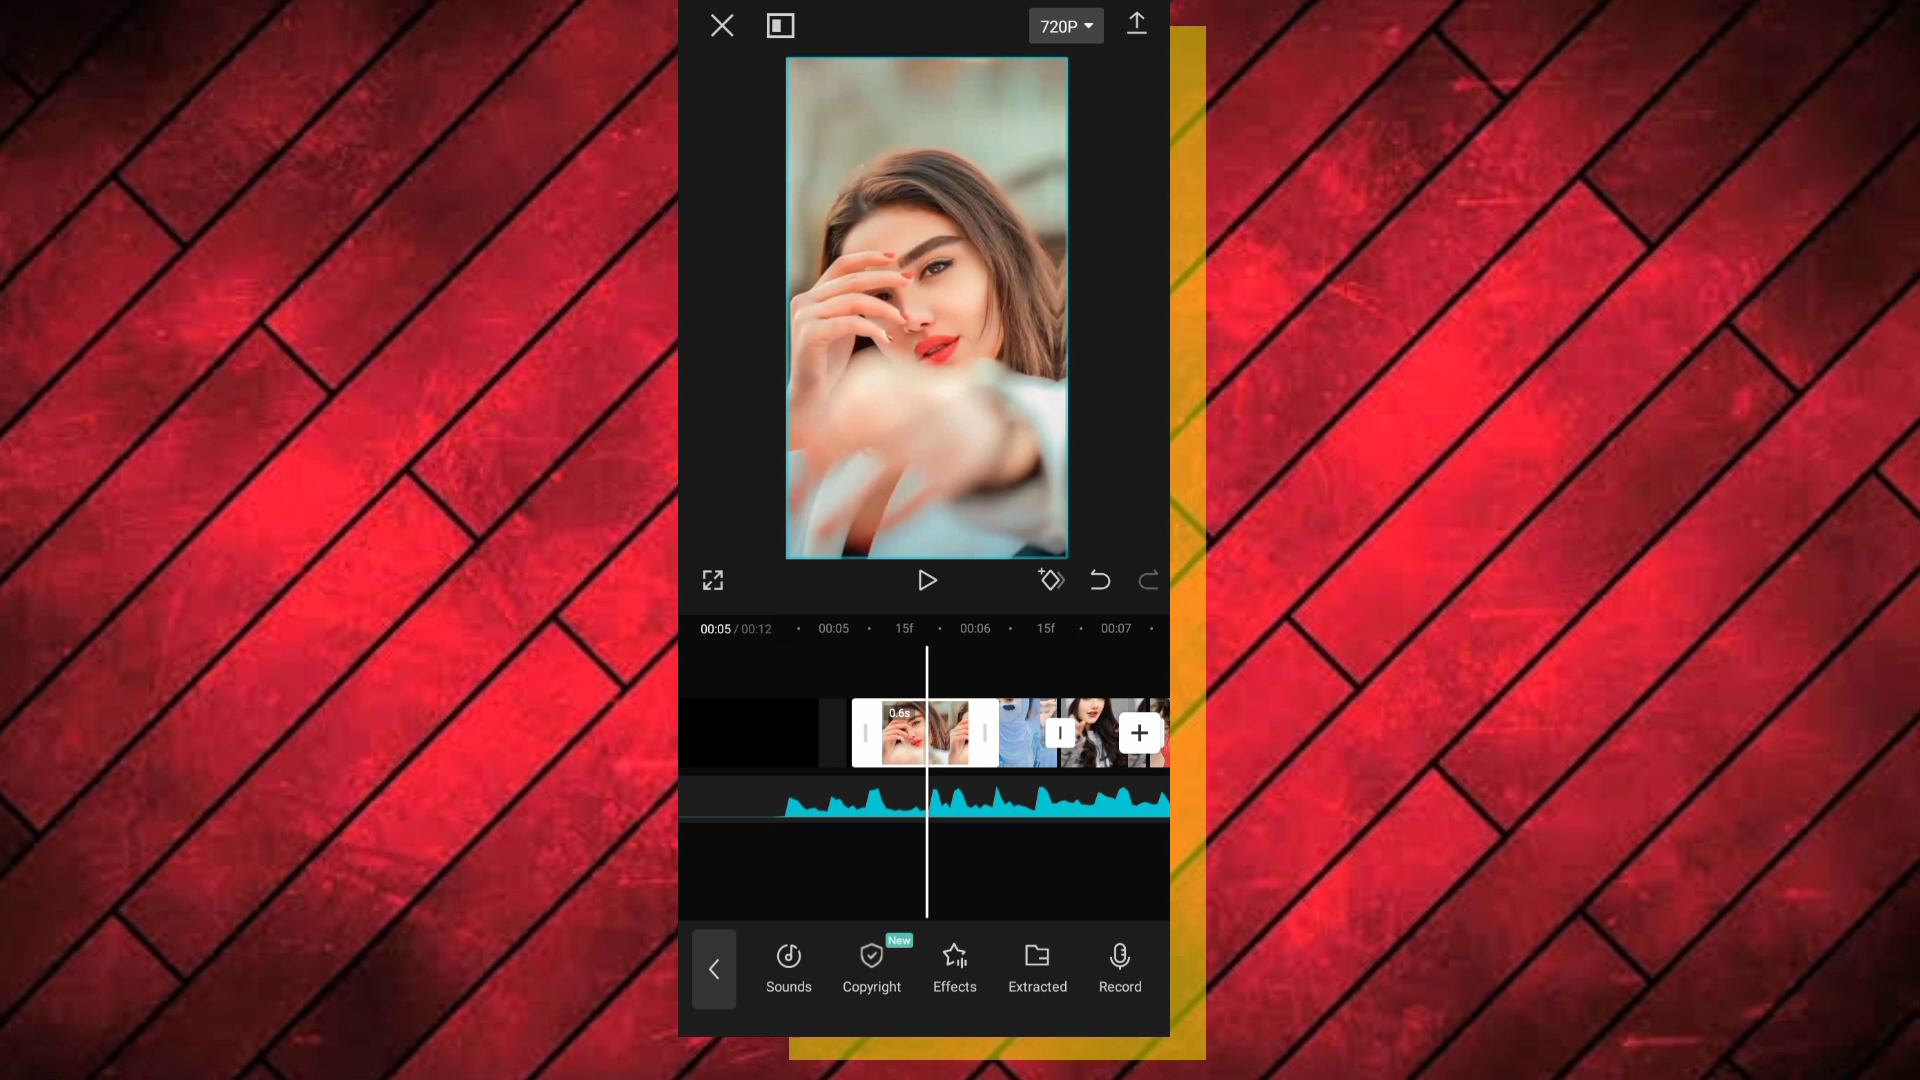 720P
00:05 / 00:12 00:05 15f 00:06 15f 00:07
0.6s
New
Sounds Copyright Effects Extracted Record